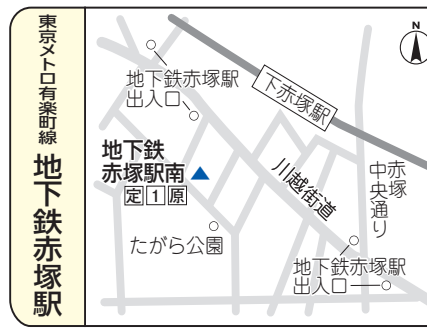 東京メトロ有楽町線
地下鉄赤塚駅
N
地下鉄赤塚駅
出入口
下赤塚駅
地下鉄
赤塚駅南
定 1 原
川越街道
赤塚
中央通り
たがら公園
地下鉄赤塚駅
出入口